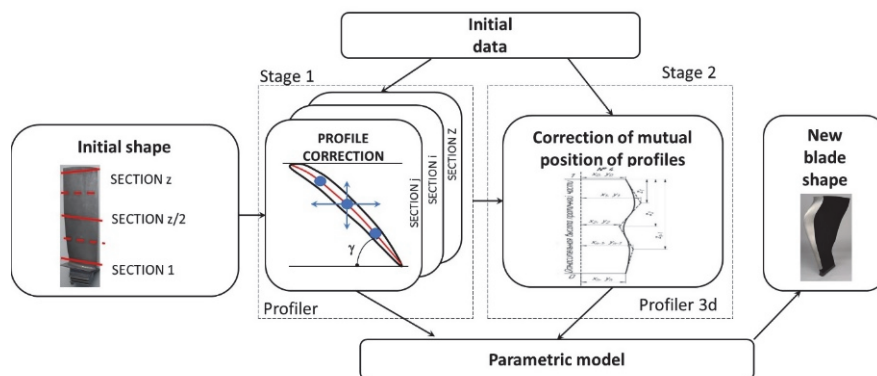 Initial
data
Stage 1
Stage 2
Initial shape
SECTION z
SECTION z/2
SECTION 1
PROFILE
CORRECTION
γ
SECTION j
SECTION i
SECTION Z
Profiler
Correction of mutual
position of profiles
Profiler 3d
New
blade
shape
Parametric model